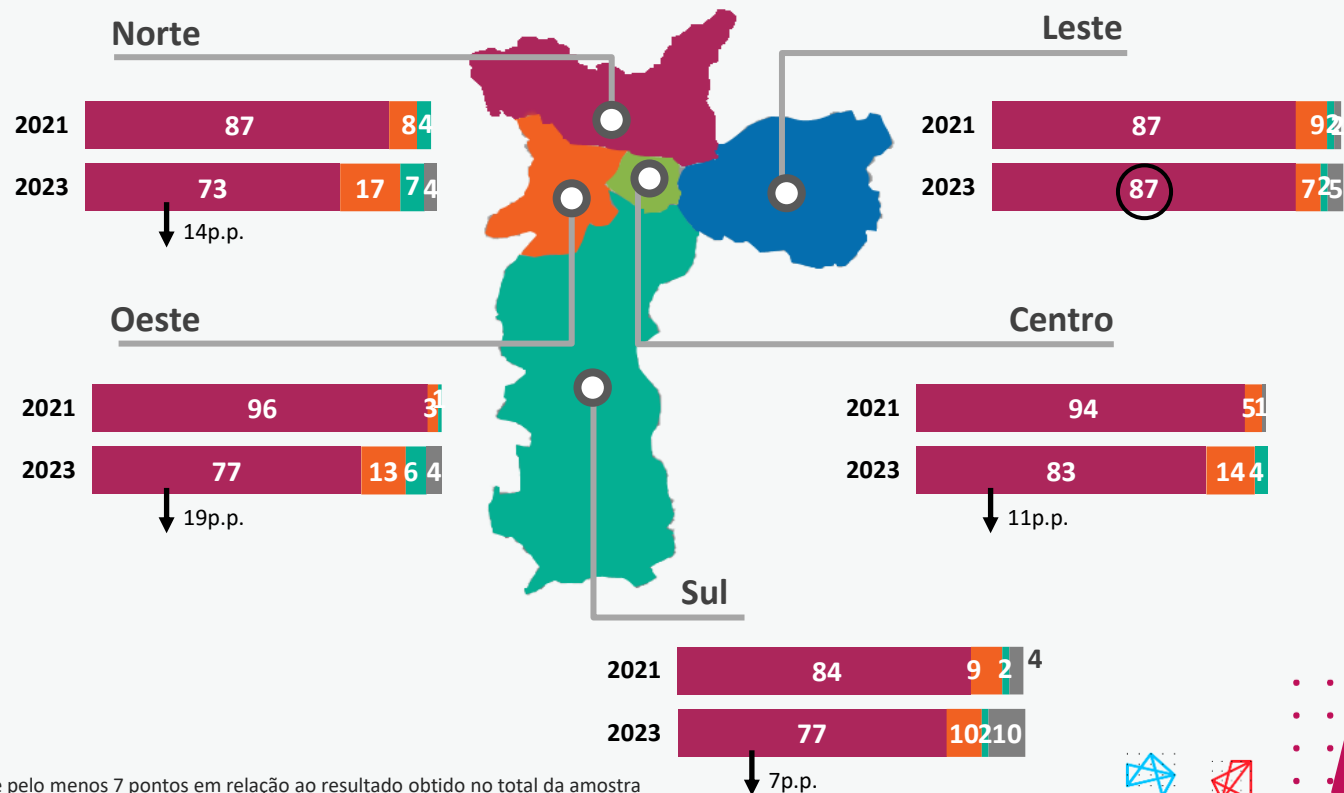 Norte
2021 87 8 4
2023 73 17 7 4
14p.p.
Leste
2021 87 9 2 2
2023 87 7 2 5
Oeste
2021 96 3 1
2023 77 13 6 4
19p.p.
Centro
2021 94 5 1
2023 83 14 4
11p.p.
Sul
2021 84 9 2 4
2023 77 10 2 10
7p.p.
pelo menos 7 pontos em relação ao resultado obtido no total da amostra